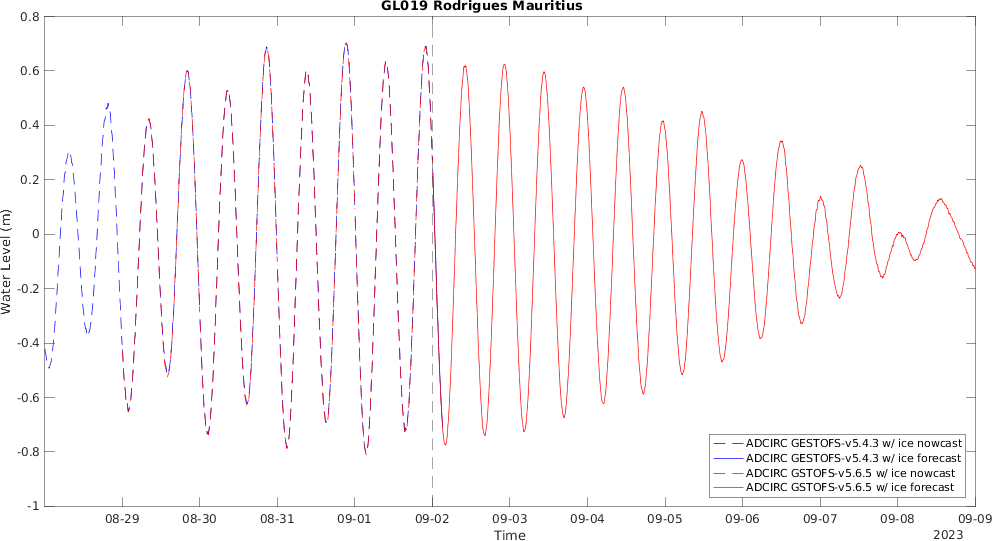 GL019 Rodrigues Mauritius
0.8
0.6
0.4
0.2
0
-0.2
-0.4
-0.6
-0.8
-1
Water Level (m)
ADCIRC GESTOFS-v5.4.3 w/ ice nowcast
ADCIRC GESTOFS-v5.4.3 w/ ice forecast
ADCIRC GSTOFS-v5.6.5 w/ ice nowcast
ADCIRC GSTOFS-v5.6.5 w/ ice forecast
08-29 08-30 08-31 09-01 09-02 09-03 09-04 09-05 09-06 09-07 09-08 09-09
Time
2023